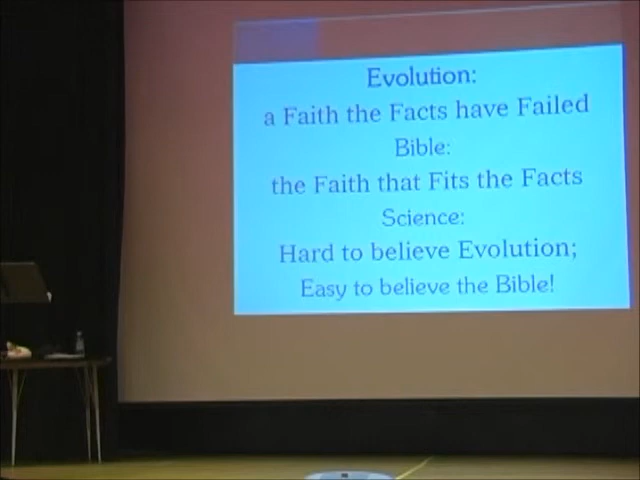 Evolution:
a Faith the Facts have Failed
Bible:
the Faith that Fits the Facts
Science:
Hard to believe Evolution;
Easy to believe the Bible!